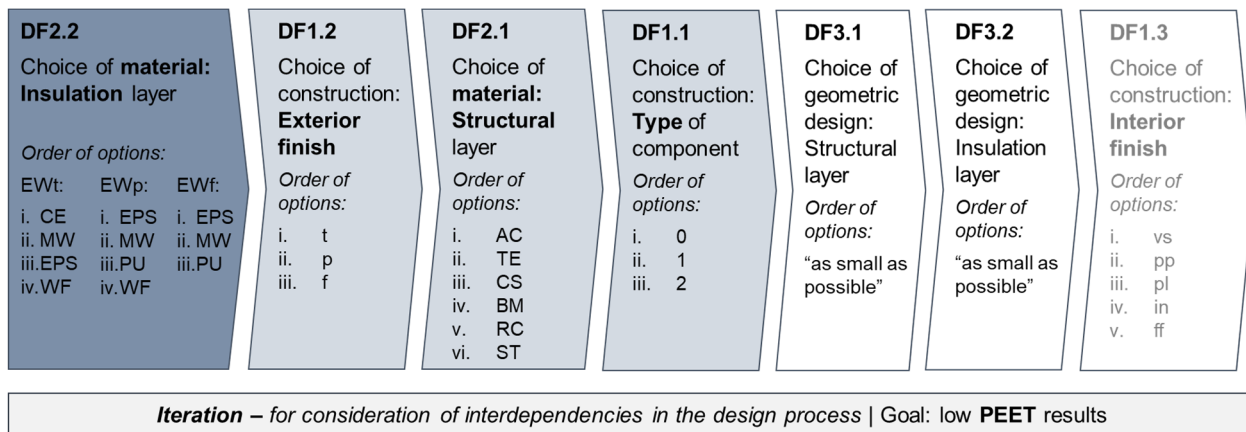 DF2.2
Choice of material:
Insulation layer
Order of options:
EWt: EWp: EWf:
i. CE i. EPS i. EPS
ii. MW ii. MW ii. MW
iii.EPS iii.PU iii.PU
iv.WF iv.WF
DF1.2
Choice of
construction:
Exterior
finish
Order of
options:
i. t
ii. p
iii. f
DF2.1
Choice of
material:
Structural
layer
Order of
options:
i. AC
ii. TE
iii. CS
iv. BM
v. RC
vi. ST
DF1.1
Choice of
construction:
Type of
component
Order of
options:
i. 0
ii. 1
iii. 2
DF3.1
Choice of
geometric
design:
Structural
layer
Order of
options:
“as small as
possible”
DF3.2
Choice of
geometric
design:
Insulation
layer
Order of
options:
“as small as
possible”
DF1.3
Choice of
construction:
Interior
finish
Order of
options:
i. vs
ii. pp
iii. pl
iv. in
v. ff
Iteration – for consideration of interdependencies in the design process | Goal: low PEET results